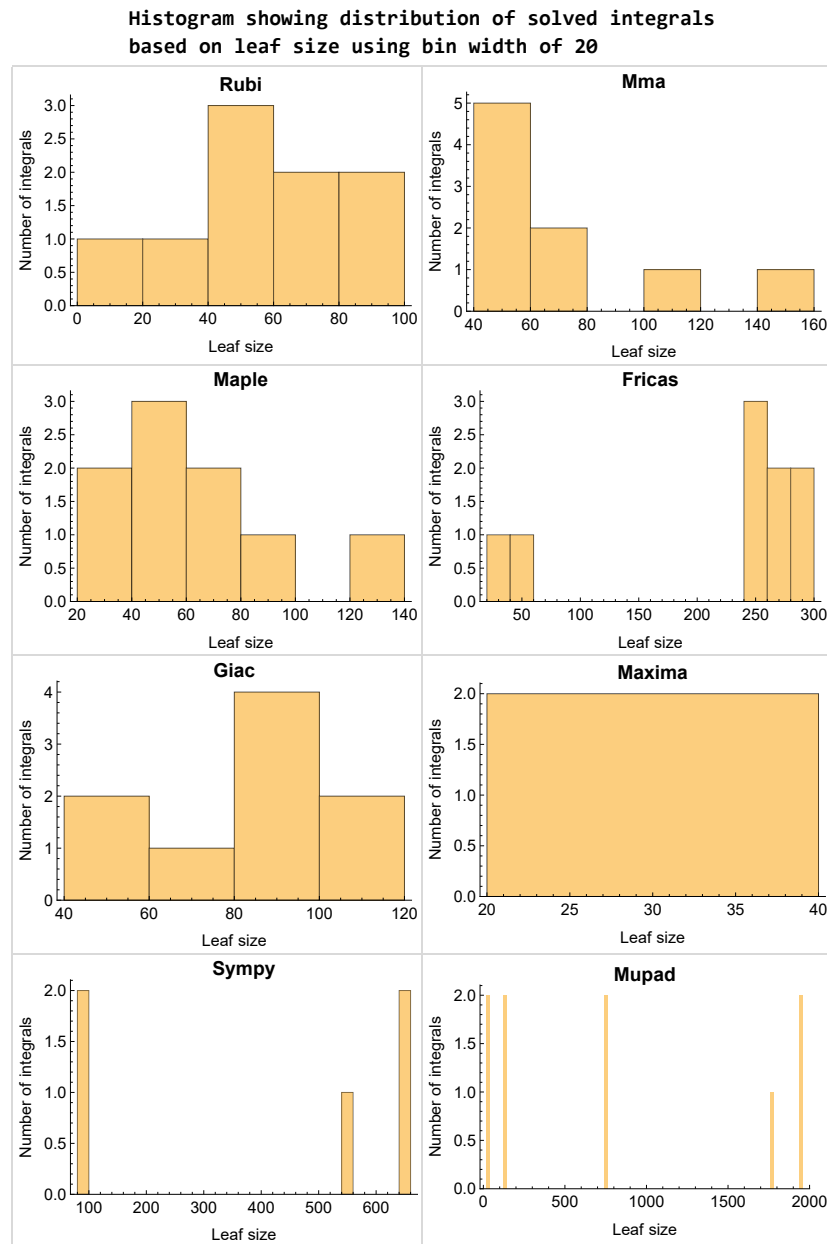 Histogram showing distribution of solved integrals
based on leaf size using bin width of 20
Rubi
Number of integrals
3.0
2.5
2.0
1.5
1.0
0.5
0.0
0 20 40 60 80 100
Leaf size
Mma
Number of integrals
5
4
3
2
1
0
40 60 80 100 120 140 160
Leaf size
Maple
Number of integrals
3.0
2.5
2.0
1.5
1.0
0.5
0.0
20 40 60 80 100 120 140
Leaf size
Fricas
Number of integrals
3.0
2.5
2.0
1.5
1.0
0.5
0.0
50 100 150 200 250 300
Leaf size
Giac
Number of integrals
4
3
2
1
0
40 60 80 100 120
Leaf size
Maxima
Number of integrals
2.0
1.5
1.0
0.5
0.0
20 25 30 35 40
Leaf size
Sympy
Number of integrals
2.0
1.5
1.0
0.5
0.0
100 200 300 400 500 600
Leaf size
Mupad
Number of integrals
2.0
1.5
1.0
0.5
0.0
0 500 1000 1500 2000
Leaf size